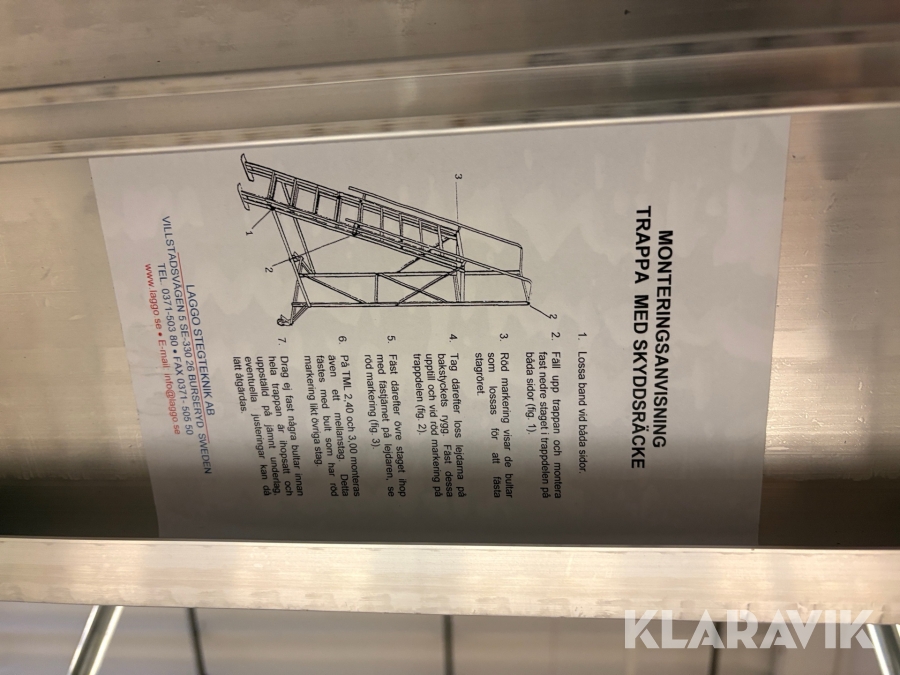 MONTERINGSANVISNING
TRAPPA MED SKYDDSRÄCKE
3
1
2
2
1. Lossa band vid båda sidor.
2. Fäll upp trappan och montera
fast nedre staget i trappdelen på
båda sidor (fig 1).
3. Röd markering visar de bultar
som lossas för att fästa
stagröret.
4. Tag därefter loss lejdarna på
bakstyckets rygg. Fäst dessa
upptill och vid röd markering på
trappdelen (fig. 2).
5. Fäst därefter övre staget ihop
med fästjärnet på lejdaren, se
röd markering (fig. 3).
6. På TML 2,40 och 3,00 monteras
även ett mellanstag. Detta
fästes med bult som har röd
markering likt övriga stag.
7. Drag ej fast några bultar innan
hela trappan är ihopsatt och
uppställd på jämnt underlag,
eventuella justeringar kan då
lätt åtgärdas.
LAGGO STEGTEKNIK AB
VILLSTADSVÄGEN 5 SE-330 26 BURSERYD SWEDEN
TEL. 0371-503 80 • FAX 0371- 505 50
www.laggo.se • E-mail: info@laggo.se
KLARAVIK